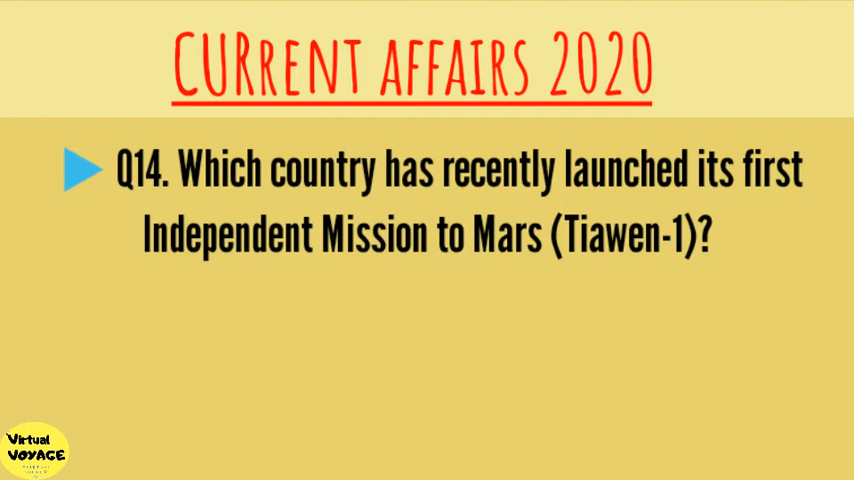 CURRENT AFFAIRS 2020
Q14. Which country has recently launched its first
Independent Mission to Mars (Tiawen-1)?
Virtual
VOYAGE